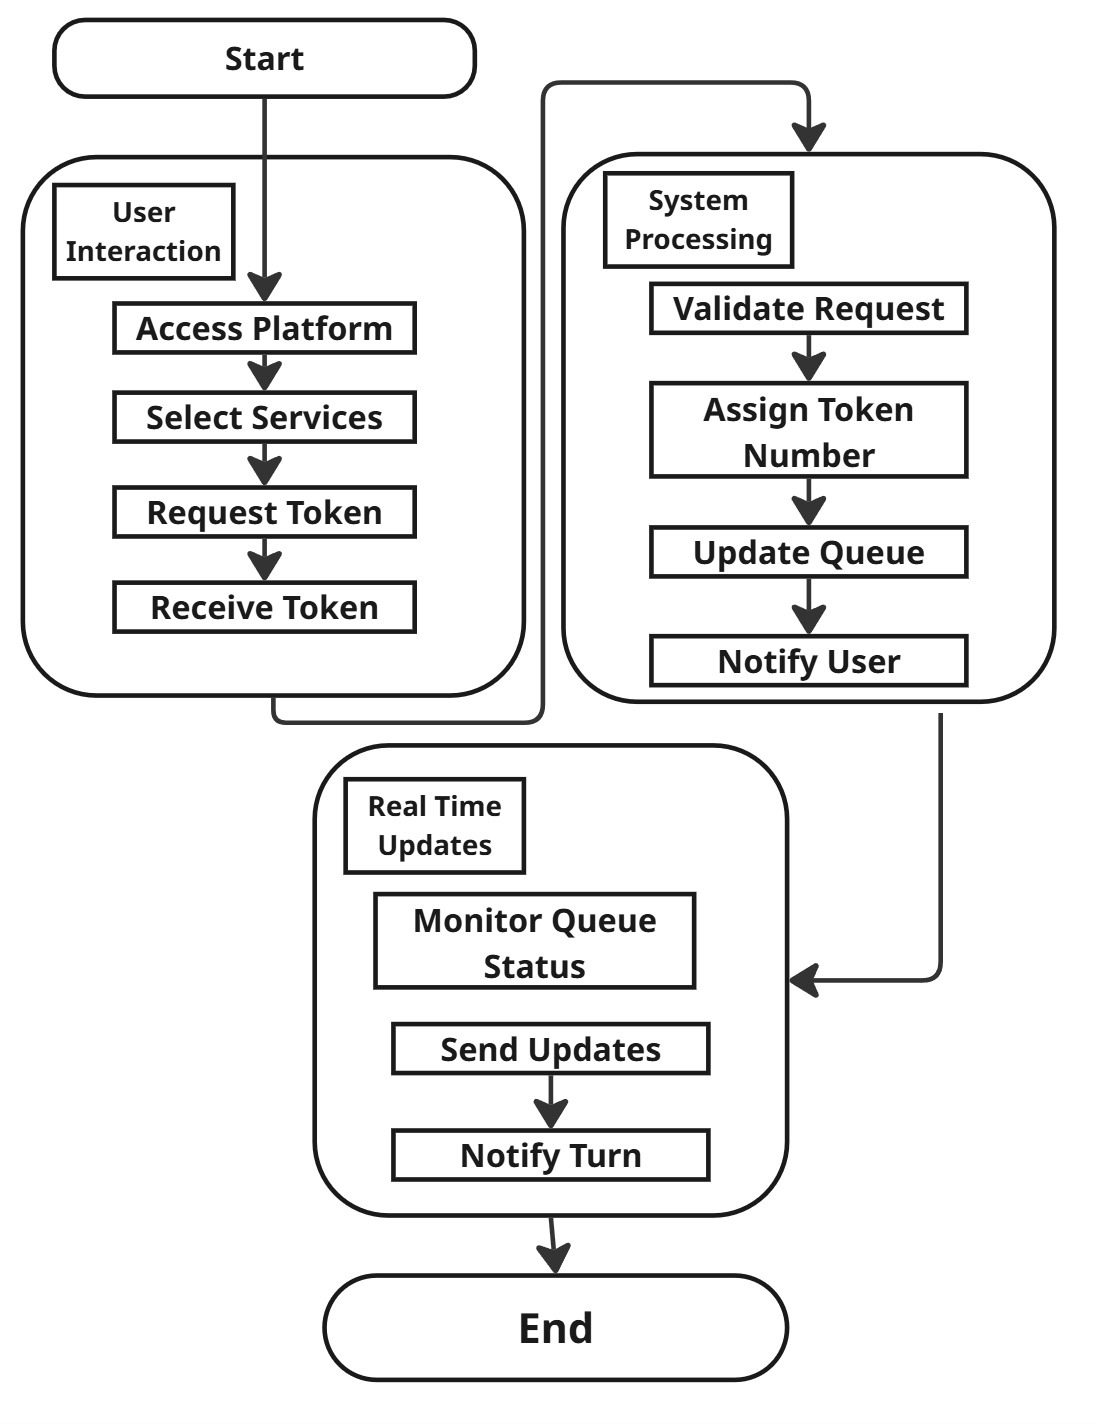 Start
User
Interaction
Access Platform
Select Services
Request Token
Receive Token
System
Processing
Validate Request
Assign Token
Number
Update Queue
Notify User
Real Time
Updates
Monitor Queue
Status
Send Updates
Notify Turn
End